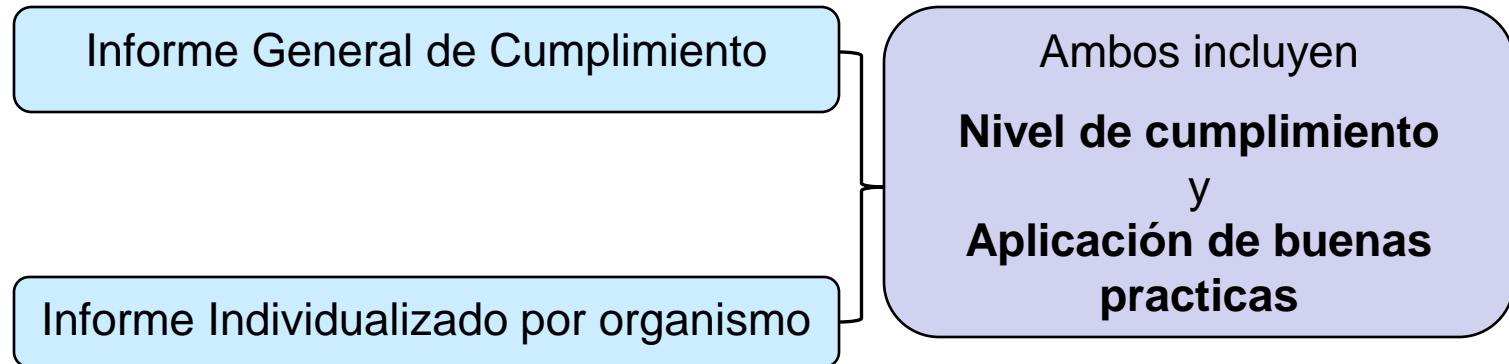 Informe General de Cumplimiento
Informe Individualizado por organismo
Ambos incluyen
Nivel de cumplimiento
y
Aplicación de buenas
practicas